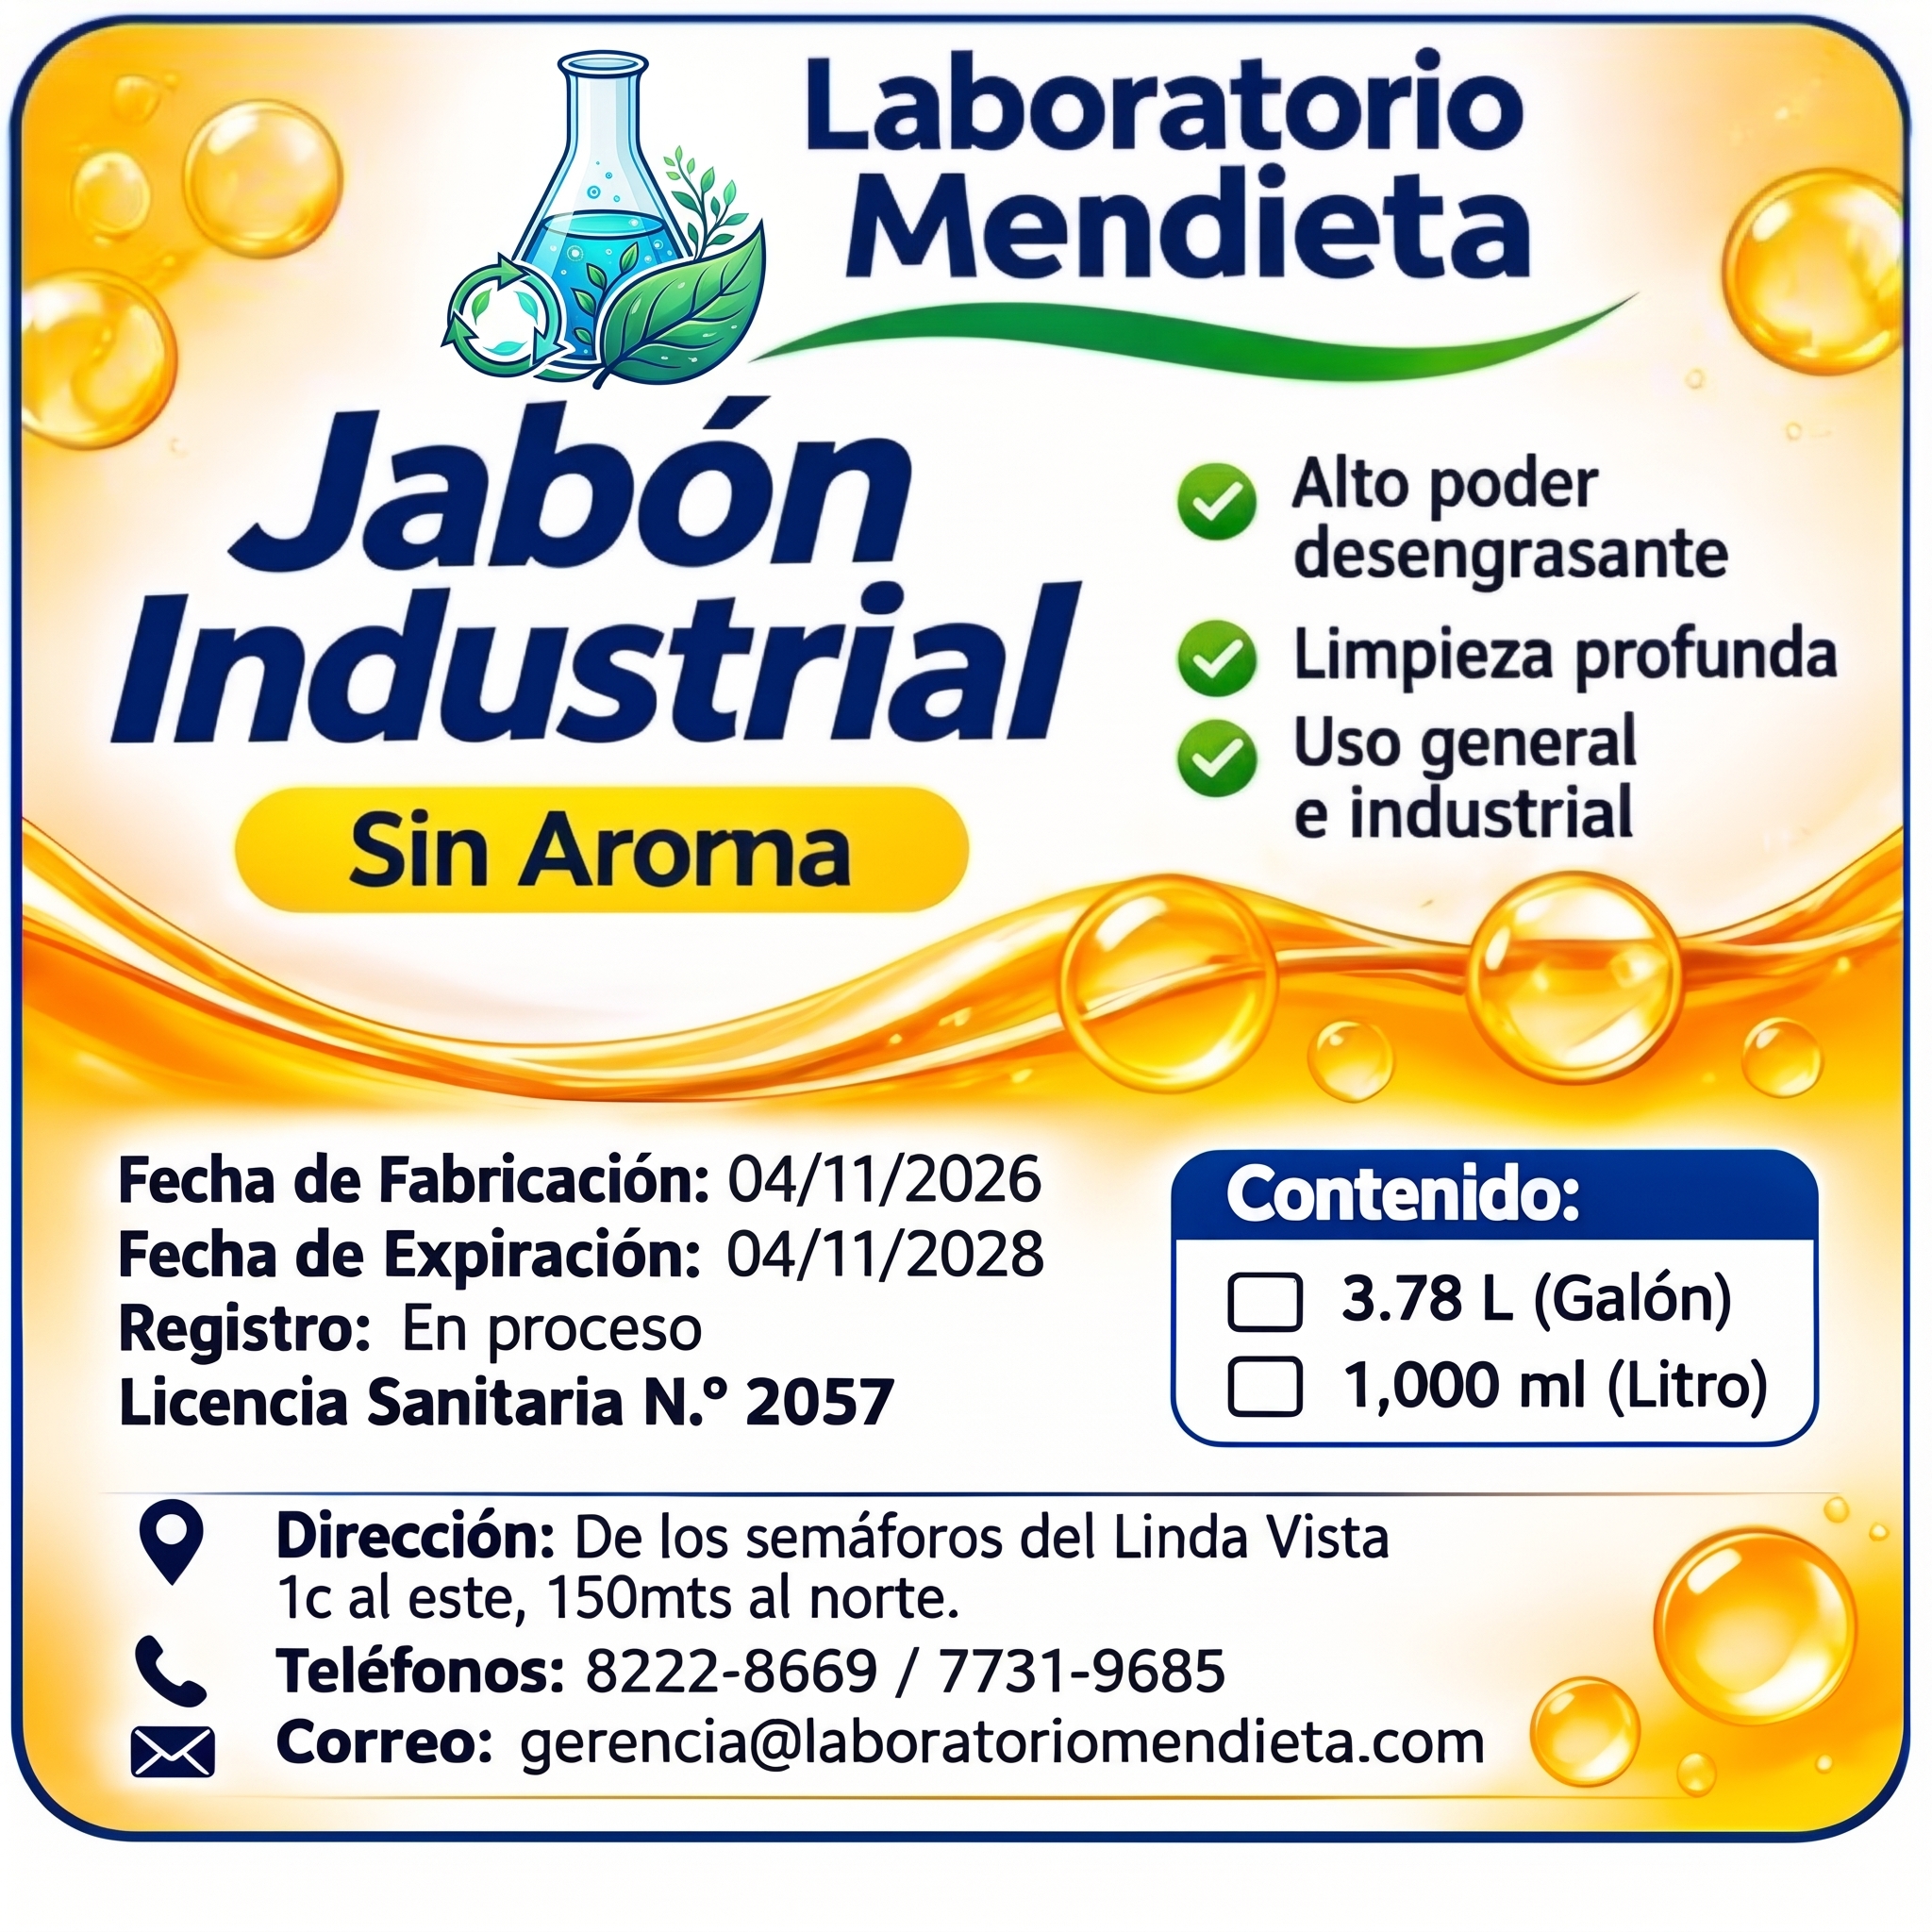 Laboratorio
Mendieta
Jabón
Industrial
Sin Aroma
Alto poder
desengrasante
Limpieza profunda
Uso general
e industrial
Fecha de Fabricación: 04/11/2026
Fecha de Expiración: 04/11/2028
Registro: En proceso
Licencia Sanitaria N.° 2057
Contenido:
3.78 L (Galón)
1,000 ml (Litro)
Dirección: De los semáforos del Linda Vista
1c al este, 150mts al norte.
Teléfonos: 8222-8669 / 7731-9685
Correo: gerencia@laboratoriomendieta.com